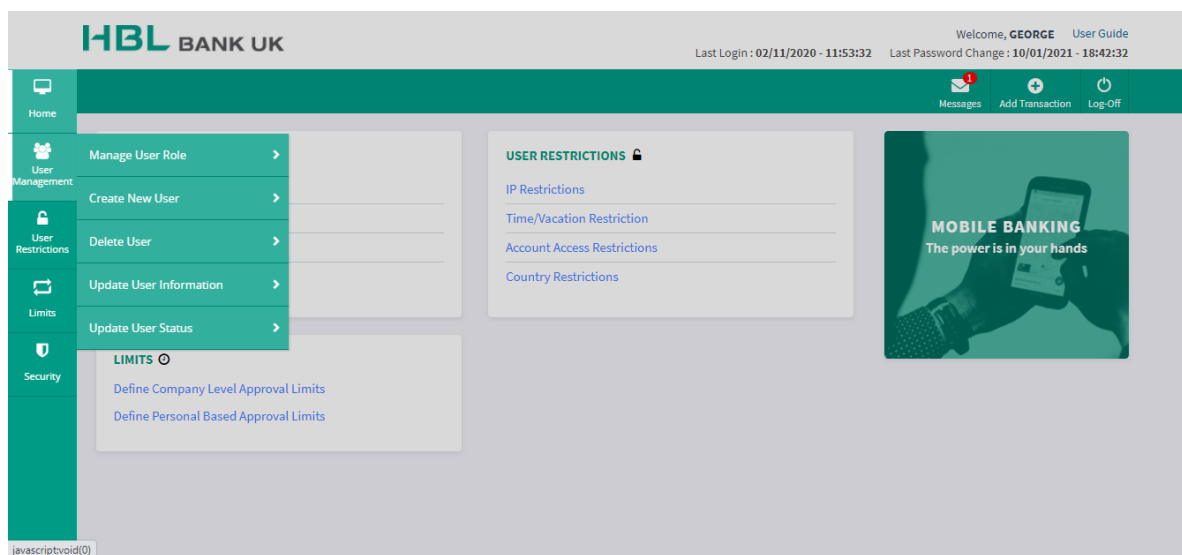 HBL BANK UK
Welcome, GEORGE User Guide
Last Login : 02/11/2020 - 11:53:32 Last Password Change : 10/01/2021 - 18:42:32
1
Home
Messages Add Transaction Log-Off
User Management
Manage User Role
Create New User
Delete User
Update User Information
Update User Status
User Restrictions
Limits
Security
USER RESTRICTIONS
IP Restrictions
Time/Vacation Restriction
Account Access Restrictions
Country Restrictions
MOBILE BANKING
The power is in your hands
LIMITS
Define Company Level Approval Limits
Define Personal Based Approval Limits
javascript:void(0)